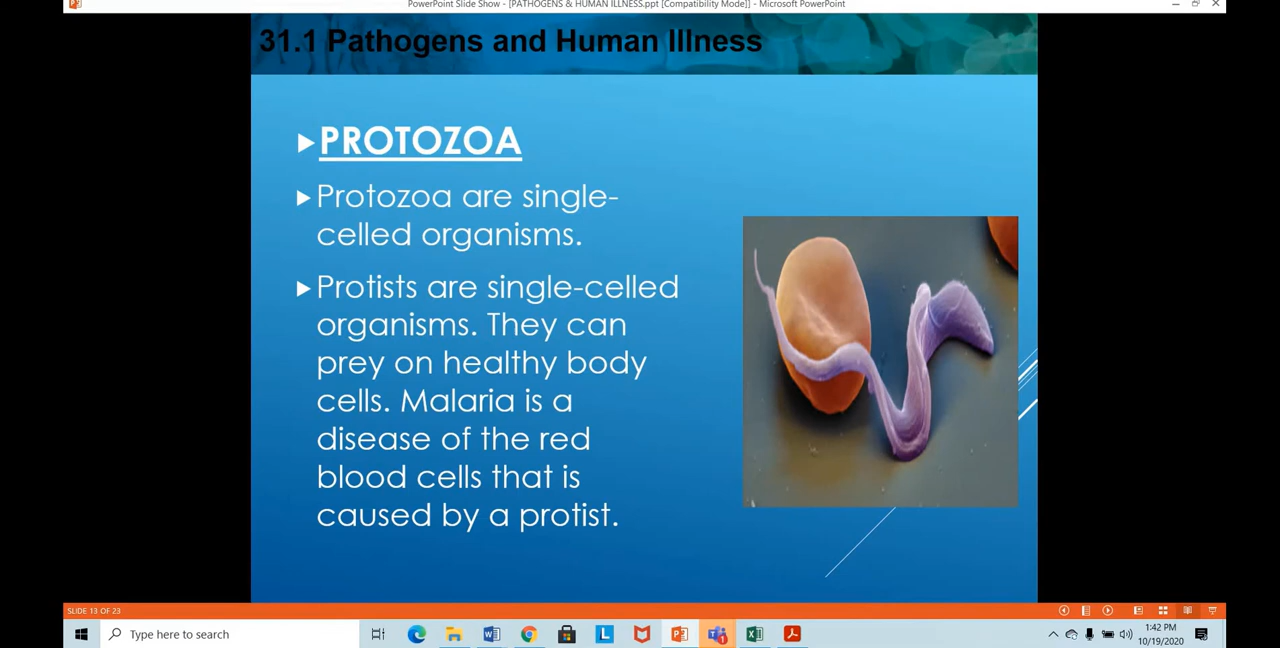 PowerPoint Slide Show - [PATHOGENS & HUMAN ILLNESS.ppt [Compatibility Mode]] - Microsoft PowerPoint
31.1 Pathogens and Human Illness
PROTOZOA
Protozoa are single-
celled organisms.
Protists are single-celled
organisms. They can
prey on healthy body
cells. Malaria is a
disease of the red
blood cells that is
caused by a protist.
SLIDE 13 OF 23
Type here to search
1:42 PM
10/19/2020